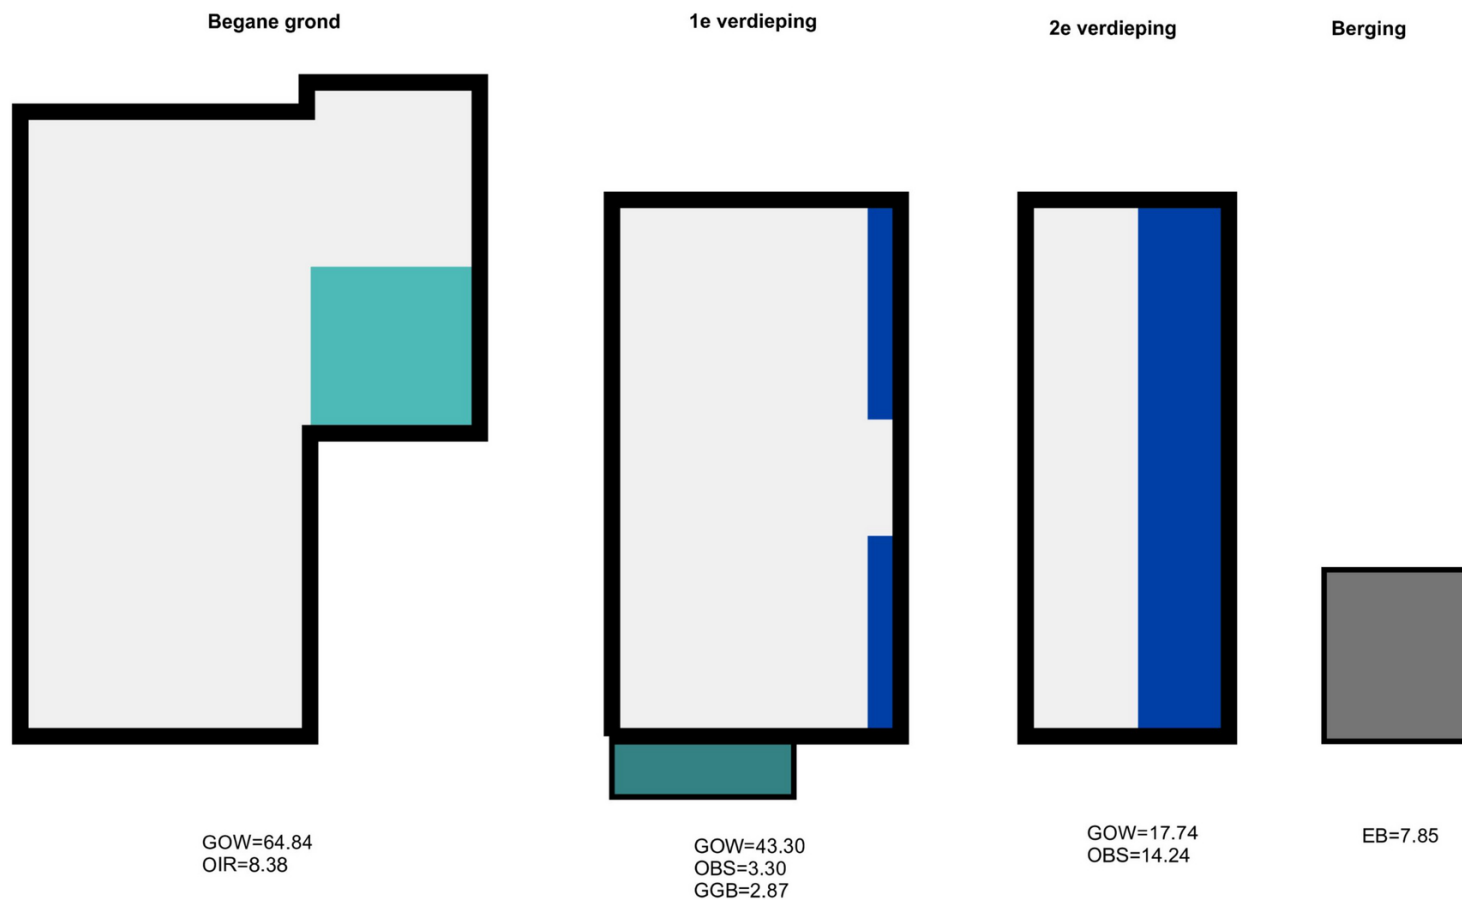 Begane grond
1e verdieping
2e verdieping
Berging
GOW=64.84
OIR=8.38
GOW=43.30
OBS=3.30
GGB=2.87
GOW=17.74
OBS=14.24
EB=7.85